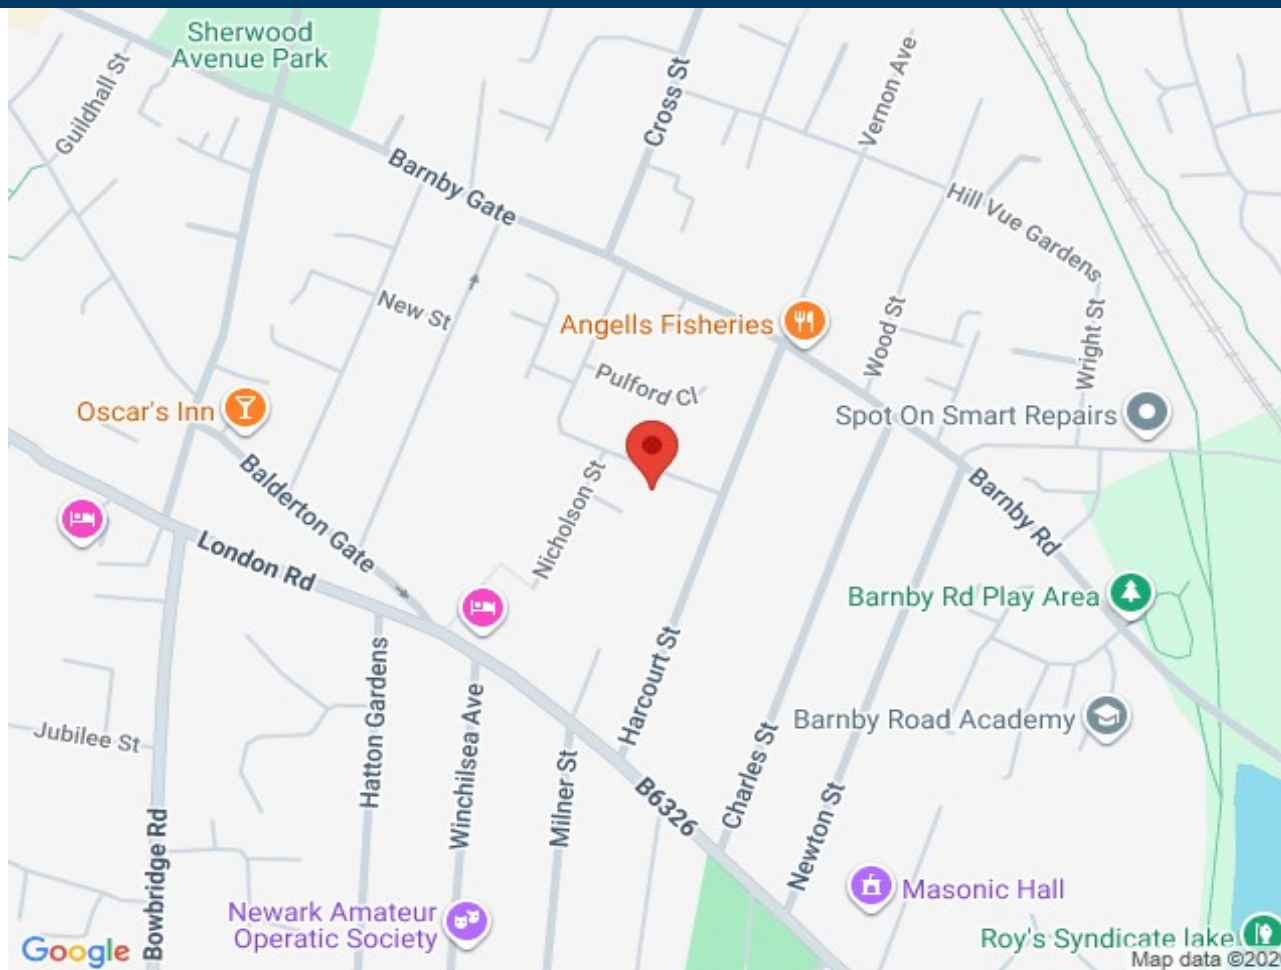 Sherwood
Avenue Park
Guildhall St
Cross St
Vernon Ave
Barnby Gate
Hill Vue Gardens
New St
Angells Fisheries
Wood St
Wright St
Pulford Cl
Oscar's Inn
Spot On Smart Repairs
Balderton Gate
Nicholson St
Barnby Rd
London Rd
Barnby Rd Play Area
Hatton Gardens
Winchilsea Ave
Harcourt St
Barnby Road Academy
Jubilee St
Milner St
Charles St
B6326
Newton St
Bowbridge Rd
Masonic Hall
Newark Amateur
Operatic Society
Roy's Syndicate lake
Google
Map data ©202